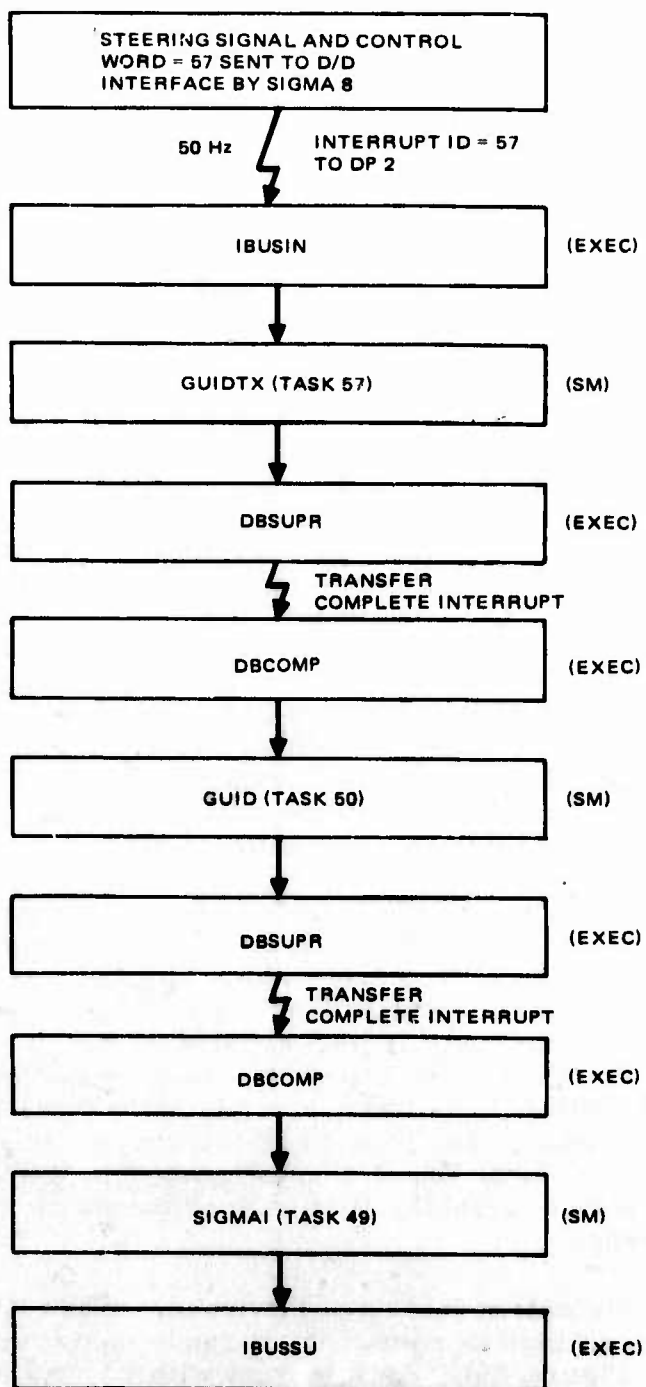 STEERING SIGNAL AND CONTROL
WORD = 57 SENT TO D/D
INTERFACE BY SIGMA 8
50 Hz
INTERRUPT ID = 57
TO DP 2
IBUSIN
(EXEC)
GUIDTX (TASK 57)
(SM)
DBSUPR
(EXEC)
TRANSFER
COMPLETE INTERRUPT
DBCOMP
(EXEC)
GUID (TASK 50)
(SM)
DBSUPR
(EXEC)
TRANSFER
COMPLETE INTERRUPT
DBCOMP
(EXEC)
SIGMAI (TASK 49)
(SM)
IBUSSU
(EXEC)